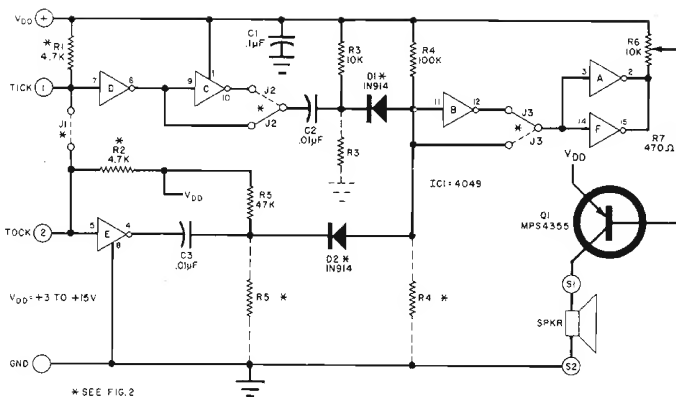 VDD +
* R1
4.7K
C1
.1µF
R3
10K
R4
100K
R6
10K
TICK 1
7 D 6
9 C 10
1
J2
*
J2
C2
.01µF
D1*
1N914
11 B 12
J3
*
J3
3 A 2
14 F 15
J1
*
R3
R7
470Ω
* R2
4.7K
VDD
R5
47K
IC1=4049
VDD
TOCK 2
5 E 4
8
C3
.01µF
D2 *
1N914
Q1
MPS4355
R5 *
R4 *
S1
SPKR
VDD=+3 TO +15V
GND
S2
* SEE FIG.2